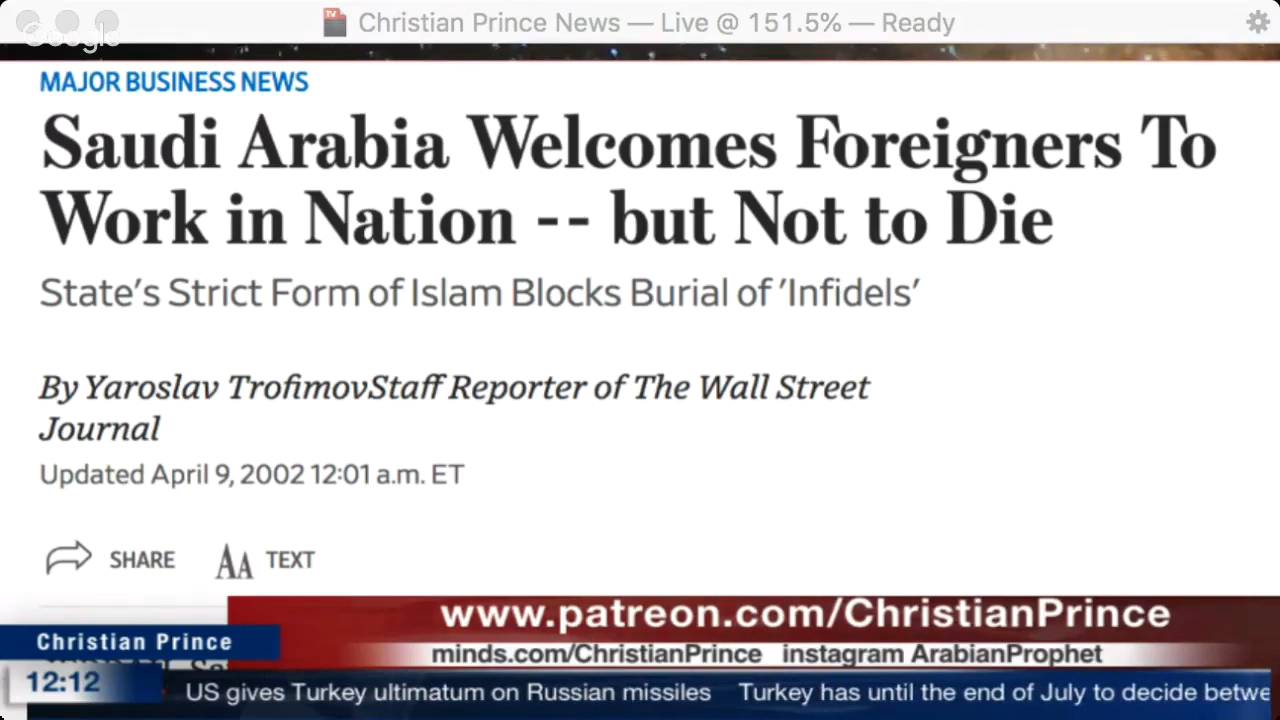 Christian Prince News — Live @ 151.5% — Ready
Google
MAJOR BUSINESS NEWS
Saudi Arabia Welcomes Foreigners To
Work in Nation -- but Not to Die
State’s Strict Form of Islam Blocks Burial of ‘Infidels’
By Yaroslav TrofimovStaff Reporter of The Wall Street
Journal
Updated April 9, 2002 12:01 a.m. ET
SHARE AA TEXT
www.patreon.com/ChristianPrince
Christian Prince
minds.com/ChristianPrince instagram ArabianProphet
12:12
US gives Turkey ultimatum on Russian missiles Turkey has until the end of July to decide betwe